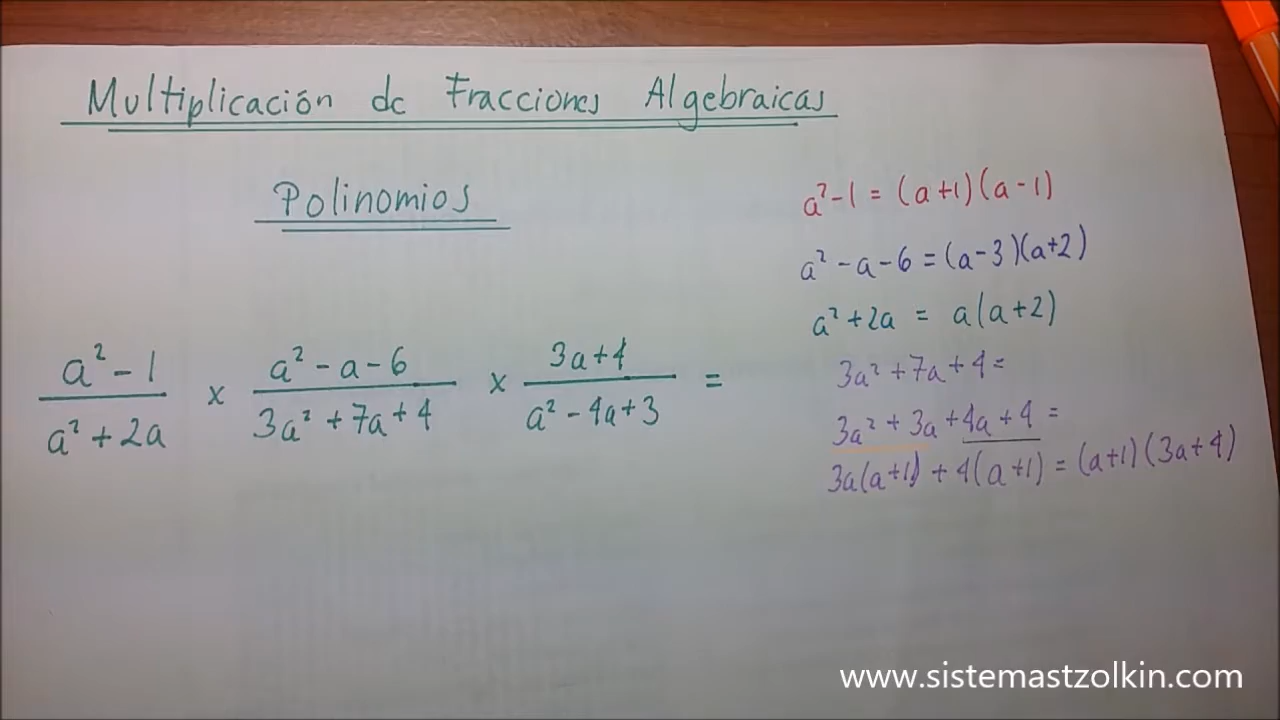 Multiplicación de Fracciones Algebraicas
Polinomios
a² - 1 / a² + 2a x a² - a - 6 / 3a² + 7a + 4 x 3a + 4 / a² - 4a + 3 =
a² - 1 = (a + 1)(a - 1)
a² - a - 6 = (a - 3)(a + 2)
a² + 2a = a(a + 2)
3a² + 7a + 4 =
3a² + 3a + 4a + 4 =
3a(a + 1) + 4(a + 1) = (a + 1)(3a + 4)
www.sistemastzolkin.com